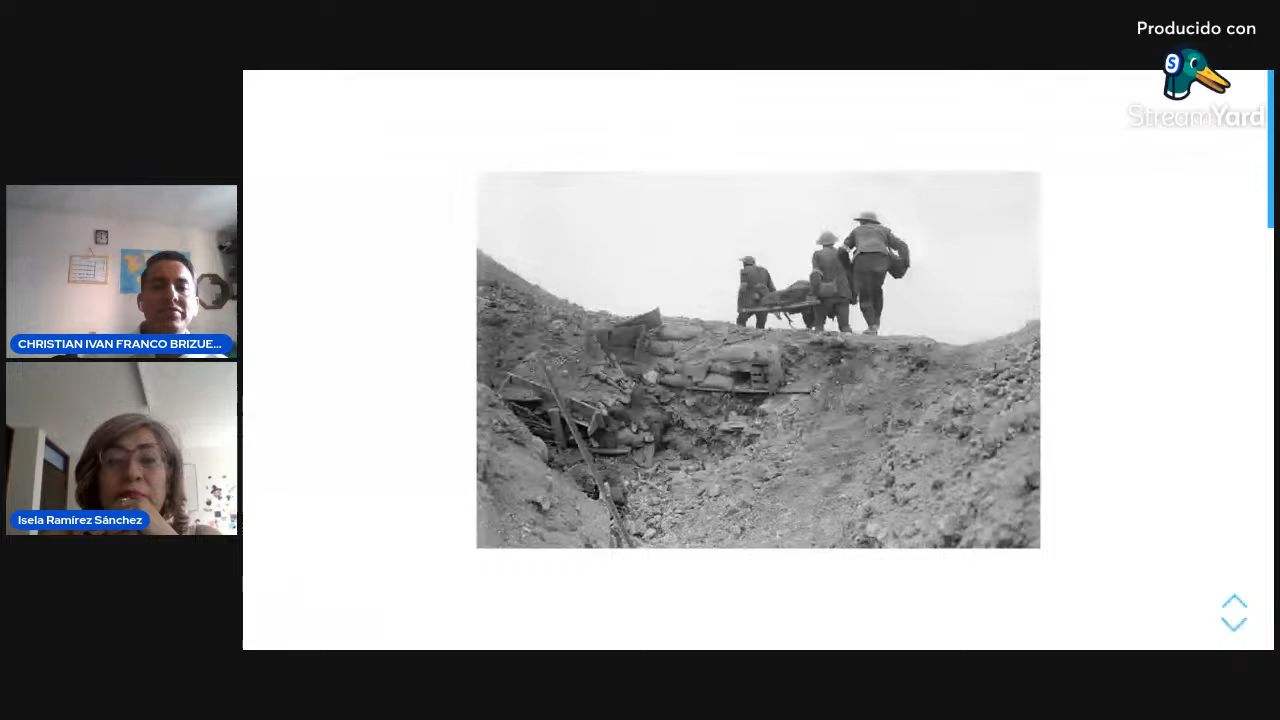 Producido con
StreamYard
CHRISTIAN IVAN FRANCO BRIZUE...
Isela Ramírez Sánchez